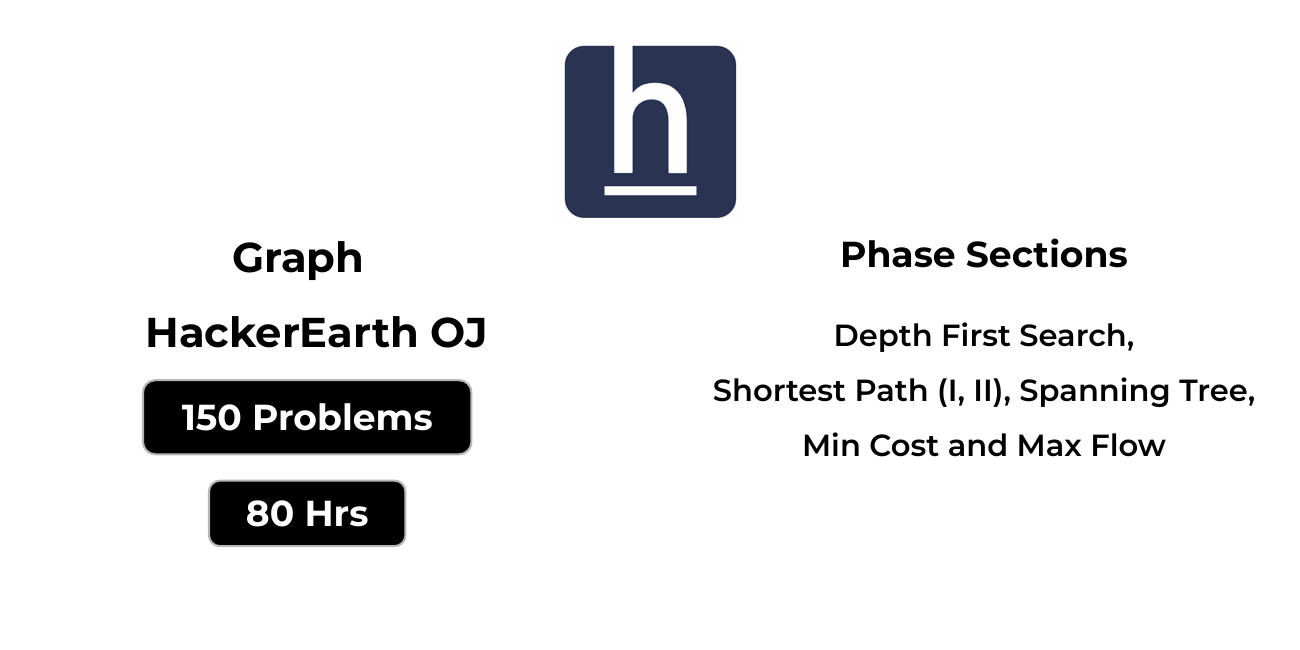 h
Graph
HackerEarth OJ
150 Problems
80 Hrs
Phase Sections
Depth First Search,
Shortest Path (I, II), Spanning Tree,
Min Cost and Max Flow